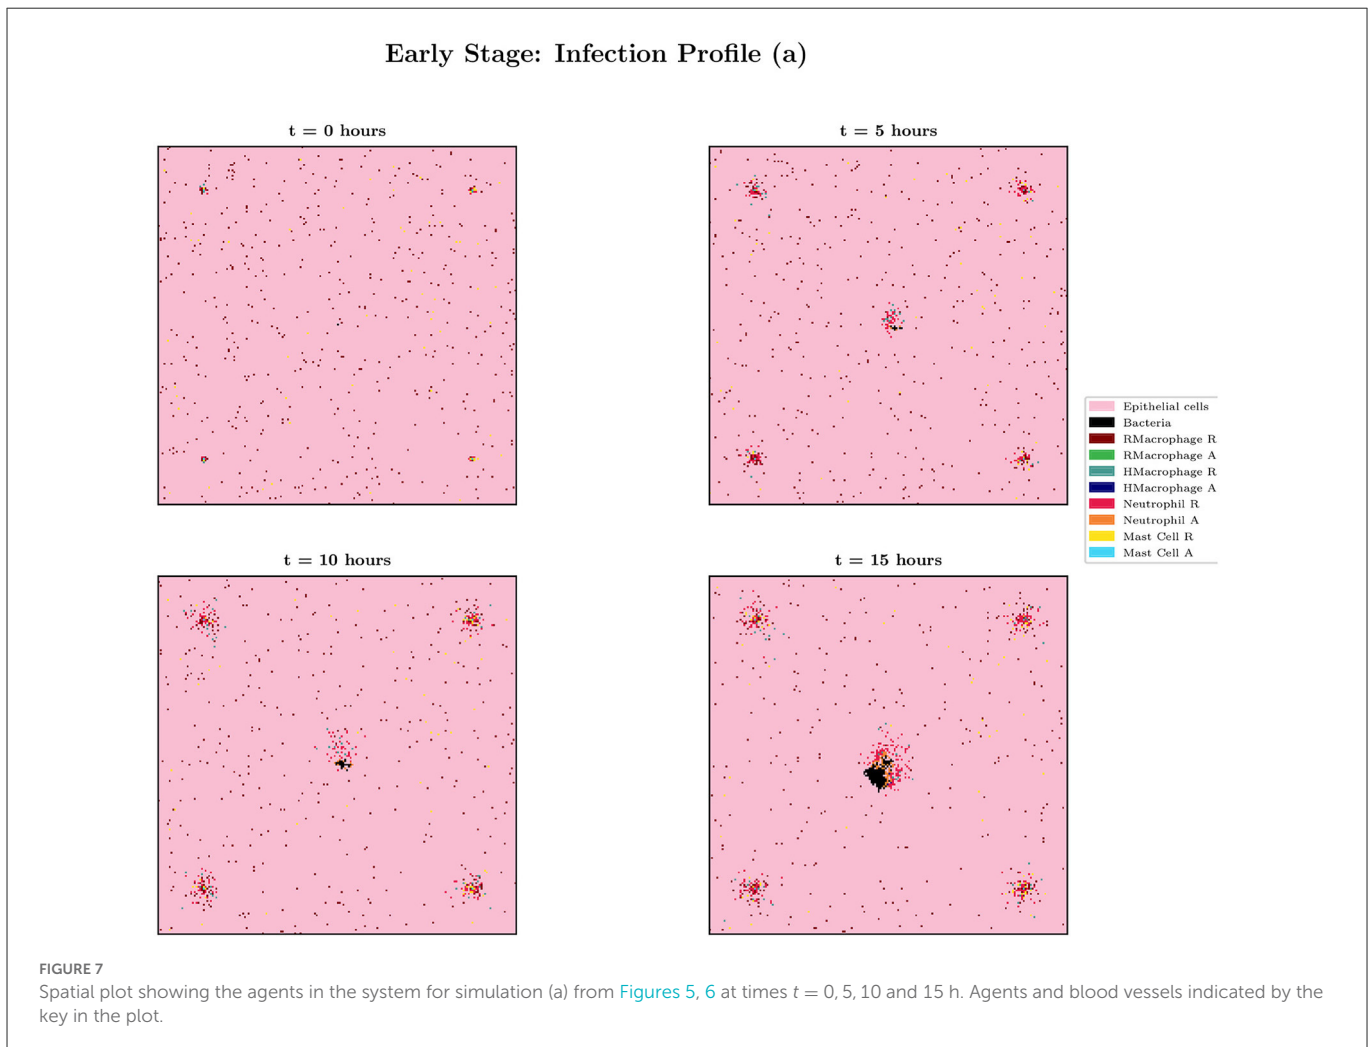 Early Stage: Infection Profile (a)
t = 0 hours
t = 5 hours
Epithelial cells
Bacteria
RMacrophage R
RMacrophage A
HMacrophage R
HMacrophage A
Neutrophil R
Neutrophil A
Mast Cell R
Mast Cell A
t = 10 hours
t = 15 hours
FIGURE 7
Spatial plot showing the agents in the system for simulation (a) from Figures 5, 6 at times t = 0, 5, 10 and 15 h. Agents and blood vessels indicated by the
key in the plot.